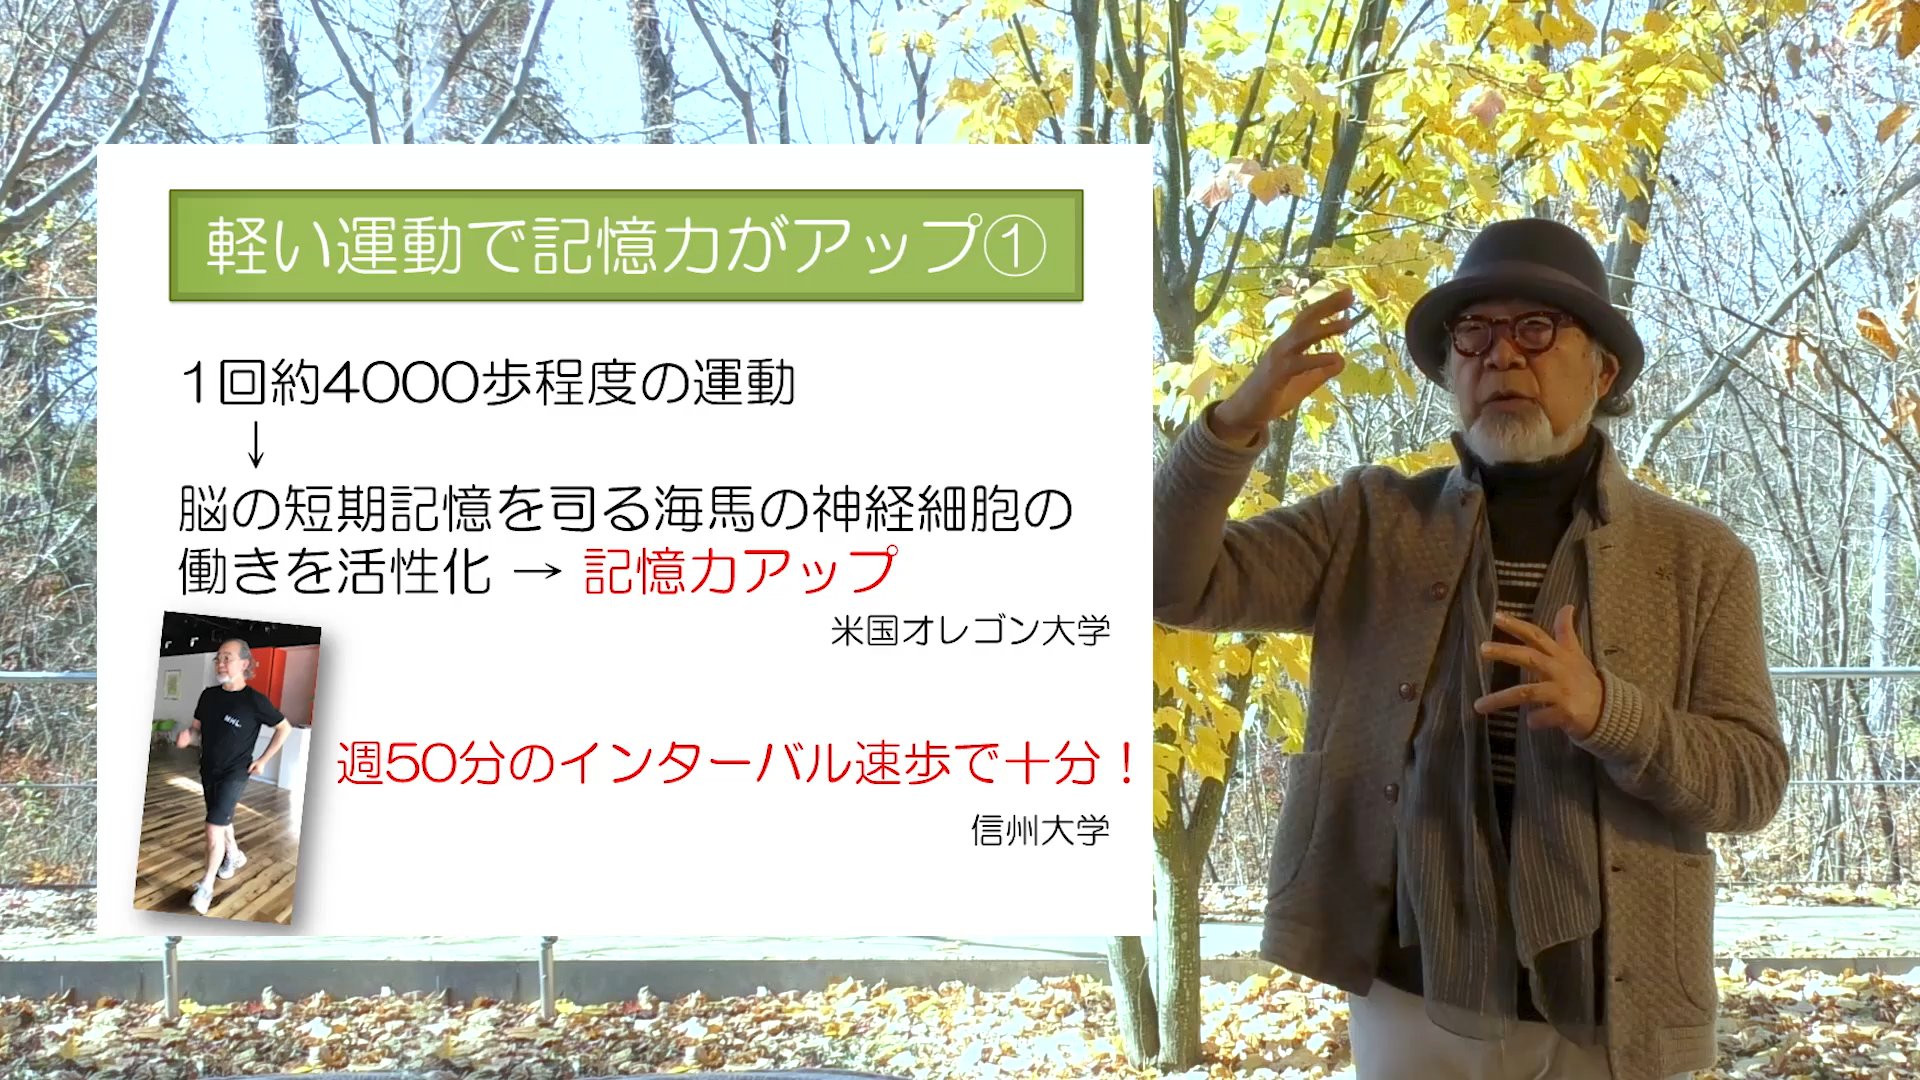 軽い運動で記憶力がアップ①
１回約4000歩程度の運動
↓
脳の短期記憶を司る海馬の神経細胞の
働きを活性化 → 記憶力アップ
米国オレゴン大学
MHL
週50分のインターバル速歩で十分！
信州大学